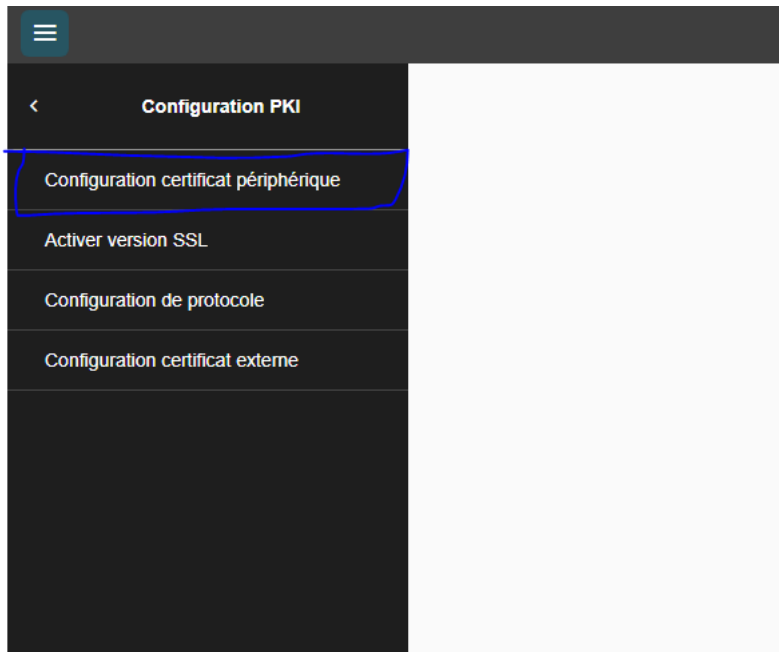 Configuration PKI
Configuration certificat périphérique
Activer version SSL
Configuration de protocole
Configuration certificat externe